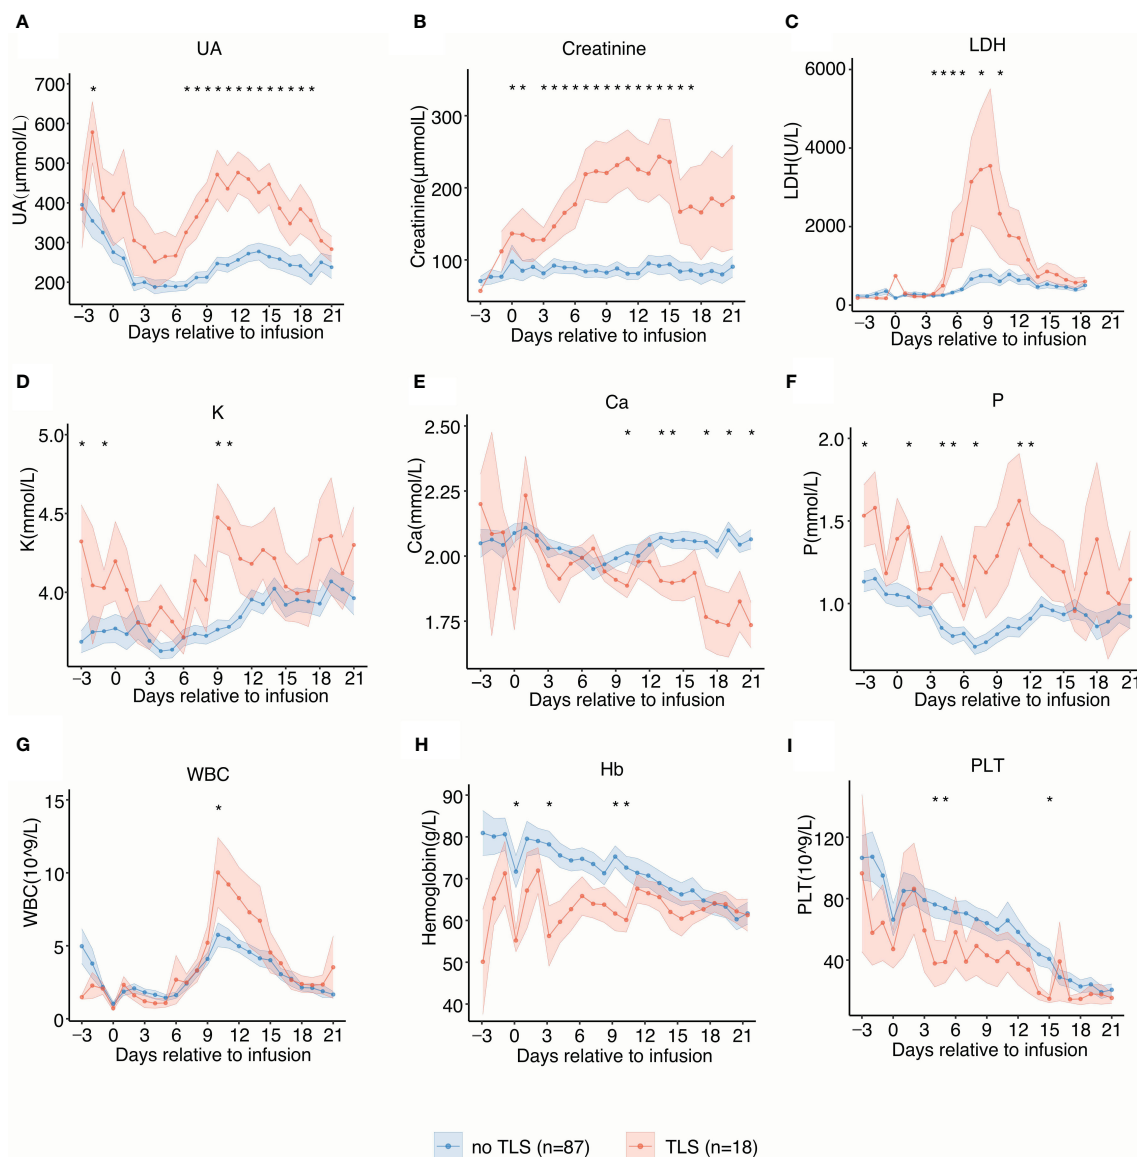 A
UA
UA(μmmol/L)
700
600
500
400
300
200
*
* * * * * * * * * * * * *
−3 0 3 6 9 12 15 18 21
Days relative to infusion
B
Creatinine
Creatinine(μmmolL)
300
200
100
* * * * * * * * * * * * * * * * *
−3 0 3 6 9 12 15 18 21
Days relative to infusion
C
LDH
LDH(U/L)
6000
4000
2000
0
* * * * * *
−3 0 3 6 9 12 15 18 21
Days relative to infusion
D
K
K(mmol/L)
5.0
4.5
4.0
* * * *
−3 0 3 6 9 12 15 18 21
Days relative to infusion
E
Ca
Ca(mmol/L)
2.50
2.25
2.00
1.75
* * * * * *
−3 0 3 6 9 12 15 18 21
Days relative to infusion
F
P
P(mmol/L)
2.0
1.5
1.0
* * * * * * *
−3 0 3 6 9 12 15 18 21
Days relative to infusion
G
WBC
WBC(10^9/L)
15
10
5
0
*
−3 0 3 6 9 12 15 18 21
Days relative to infusion
H
Hb
Hemoglobin(g/L)
90
80
70
60
50
40
* * * *
−3 0 3 6 9 12 15 18 21
Days relative to infusion
I
PLT
PLT(10^9/L)
120
80
40
* * *
−3 0 3 6 9 12 15 18 21
Days relative to infusion
no TLS (n=87) TLS (n=18)